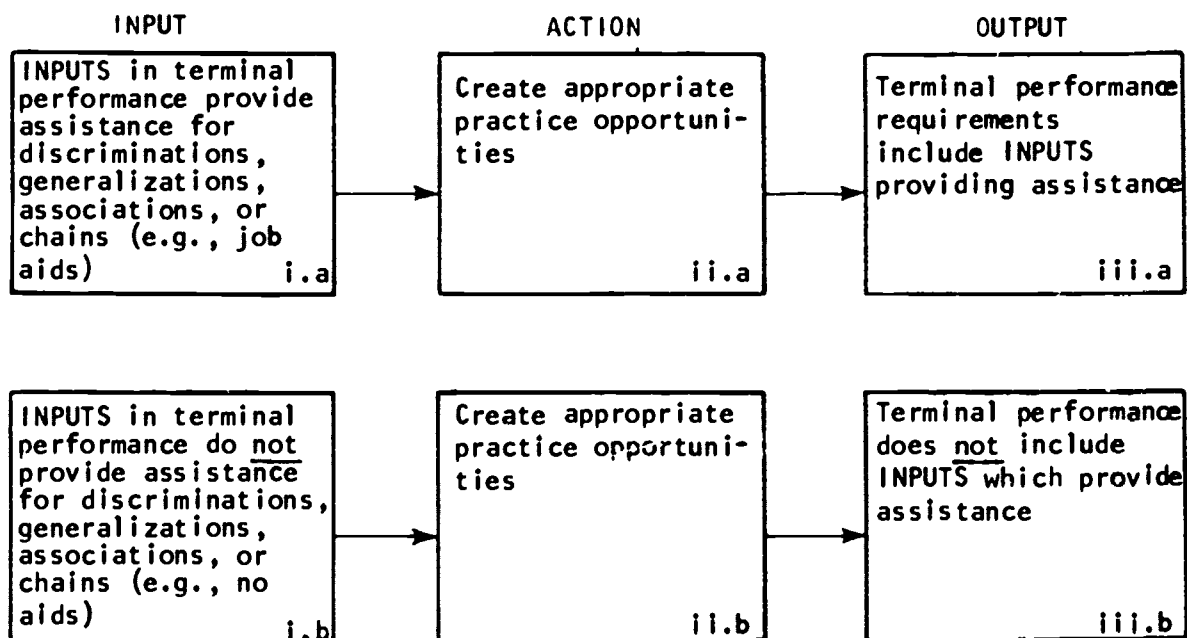 INPUT
ACTION
OUTPUT
INPUTS in terminal
performance provide
assistance for
discriminations,
generalizations,
associations, or
chains (e.g., job
aids)
i.a
Create appropriate
practice opportuni-
ties
ii.a
Terminal performance
requirements
include INPUTS
providing assistance
iii.a
INPUTS in terminal
performance do not
provide assistance
for discriminations,
generalizations,
associations, or
chains (e.g., no
aids)
i.b
Create appropriate
practice opportuni-
ties
ii.b
Terminal performance
does not include
INPUTS which provide
assistance
iii.b